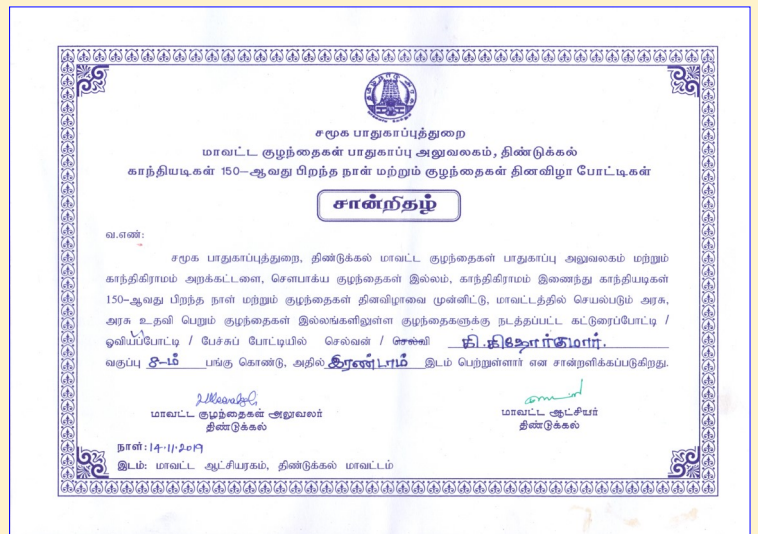 சமூக பாதுகாப்புத்துறை
மாவட்ட குழந்தைகள் பாதுகாப்பு அலுவலகம், திண்டுக்கல்
காந்தியடிகள் 150–ஆவது பிறந்த நாள் மற்றும் குழந்தைகள் தினவிழா போட்டிகள்
சான்றிதழ்
வ.எண்:
சமூக பாதுகாப்புத்துறை, திண்டுக்கல் மாவட்ட குழந்தைகள் பாதுகாப்பு அலுவலகம் மற்றும்
காந்திகிராமம் அறக்கட்டளை, சௌபாக்ய குழந்தைகள் இல்லம், காந்திகிராமம் இணைந்து காந்தியடிகள்
150–ஆவது பிறந்த நாள் மற்றும் குழந்தைகள் தினவிழாவை முன்னிட்டு, மாவட்டத்தில் செயல்படும் அரசு,
அரசு உதவி பெறும் குழந்தைகள் இல்லங்களிலுள்ள குழந்தைகளுக்கு நடத்தப்பட்ட கட்டுரைப்போட்டி /
ஓவியப்போட்டி / பேச்சுப் போட்டியில் செல்வன் / செல்வி கி.கிஷோர்குமார்.
வகுப்பு 8-ம் பங்கு கொண்டு, அதில் இரண்டாம் இடம் பெற்றுள்ளார் என சான்றளிக்கப்படுகிறது.
மாவட்ட குழந்தைகள் அலுவலர்
திண்டுக்கல்
மாவட்ட ஆட்சியர்
திண்டுக்கல்
நாள்: 14.11.2019
இடம்: மாவட்ட ஆட்சியரகம், திண்டுக்கல் மாவட்டம்